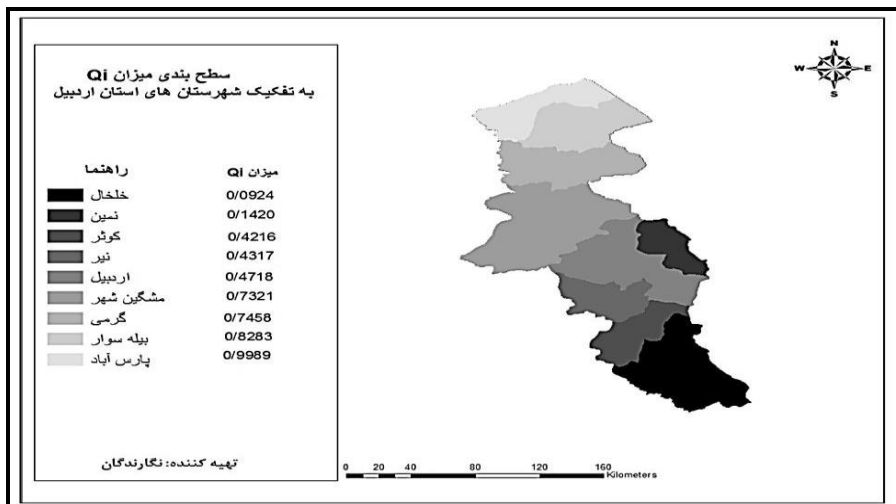 سطح بندی میزان Qi
به تفکیک شهرستان های استان اردبیل
راهنما میزان Qi
خلخال 0/0924
نمین 0/1420
کوثر 0/4216
نیر 0/4317
اردبیل 0/4718
مشگین شهر 0/7321
گرمی 0/7458
بیله سوار 0/8283
پارس آباد 0/9989
تهیه کننده: نگارندگان
N
W E
S
0 20 40 80 120 160
Kilometers